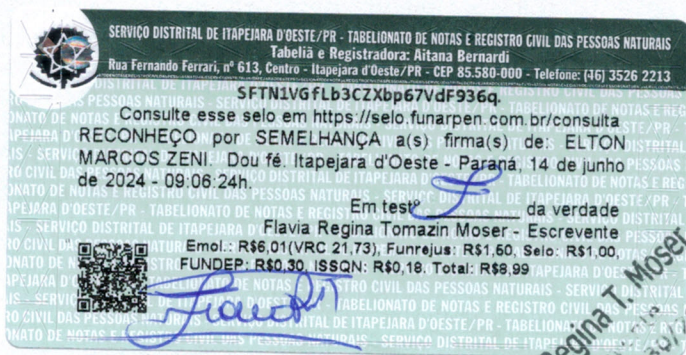 SERVIÇO DISTRITAL DE ITAPEJARA D'OESTE/PR - TABELIONATO DE NOTAS E REGISTRO CIVIL DAS PESSOAS NATURAIS
Tabeliã e Registradora: Aitana Bernardi
Rua Fernando Ferrari, nº 613, Centro - Itapejara d'Oeste/PR - CEP 85.580-000 - Telefone: (46) 3526 2213
SFTN1VGfLb3CZXbp67VdF936q.
Consulte esse selo em https://selo.funarpen.com.br/consulta
RECONHEÇO por SEMELHANÇA a(s) firma(s) de: ELTON
MARCOS ZENI. Dou fé. Itapejara d'Oeste - Paraná, 14 de junho
de 2024 - 09:06:24h.
Em testº ________ da verdade
Flavia Regina Tomazin Moser - Escrevente
Emol.: R$6,01(VRC 21,73), Funrejus: R$1,50, Selo: R$1,00,
FUNDEP: R$0,30, ISSQN: R$0,18. Total: R$8,99
gina T. Moser